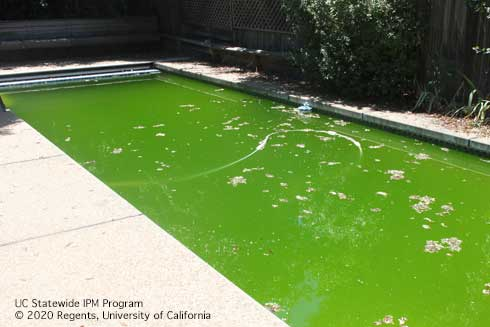 UC Statewide IPM Program
© 2020 Regents, University of California